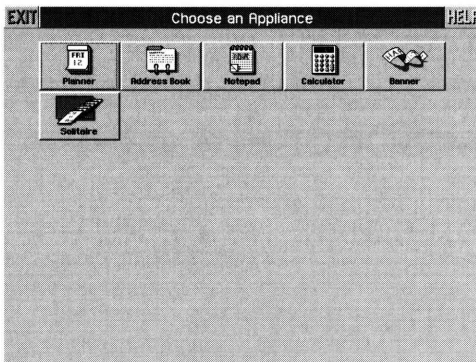 EXIT Choose an Appliance HELP
FRI
12
Planner Address Book Notepad Calculator Banner
Solitaire